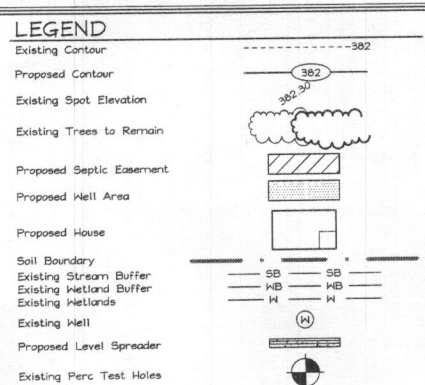 LEGEND
Existing Contour 382
Proposed Contour 382
Existing Spot Elevation 382.30
Existing Trees to Remain
Proposed Septic Easement
Proposed Well Area
Proposed House
Soil Boundary
Existing Stream Buffer SB SB
Existing Wetland Buffer WB WB
Existing Wetlands W W
Existing Well W
Proposed Level Spreader
Existing Perc Test Holes